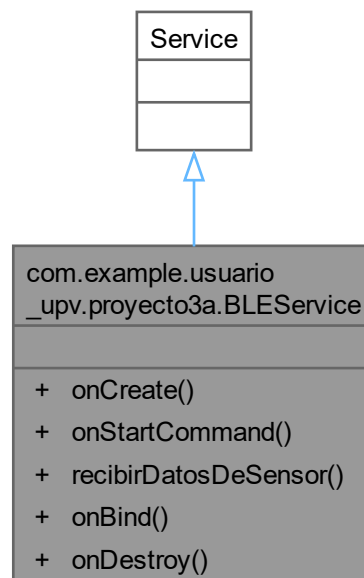 Service
com.example.usuario
_upv.proyecto3a.BLEService
+ onCreate()
+ onStartCommand()
+ recibirDatosDeSensor()
+ onBind()
+ onDestroy()